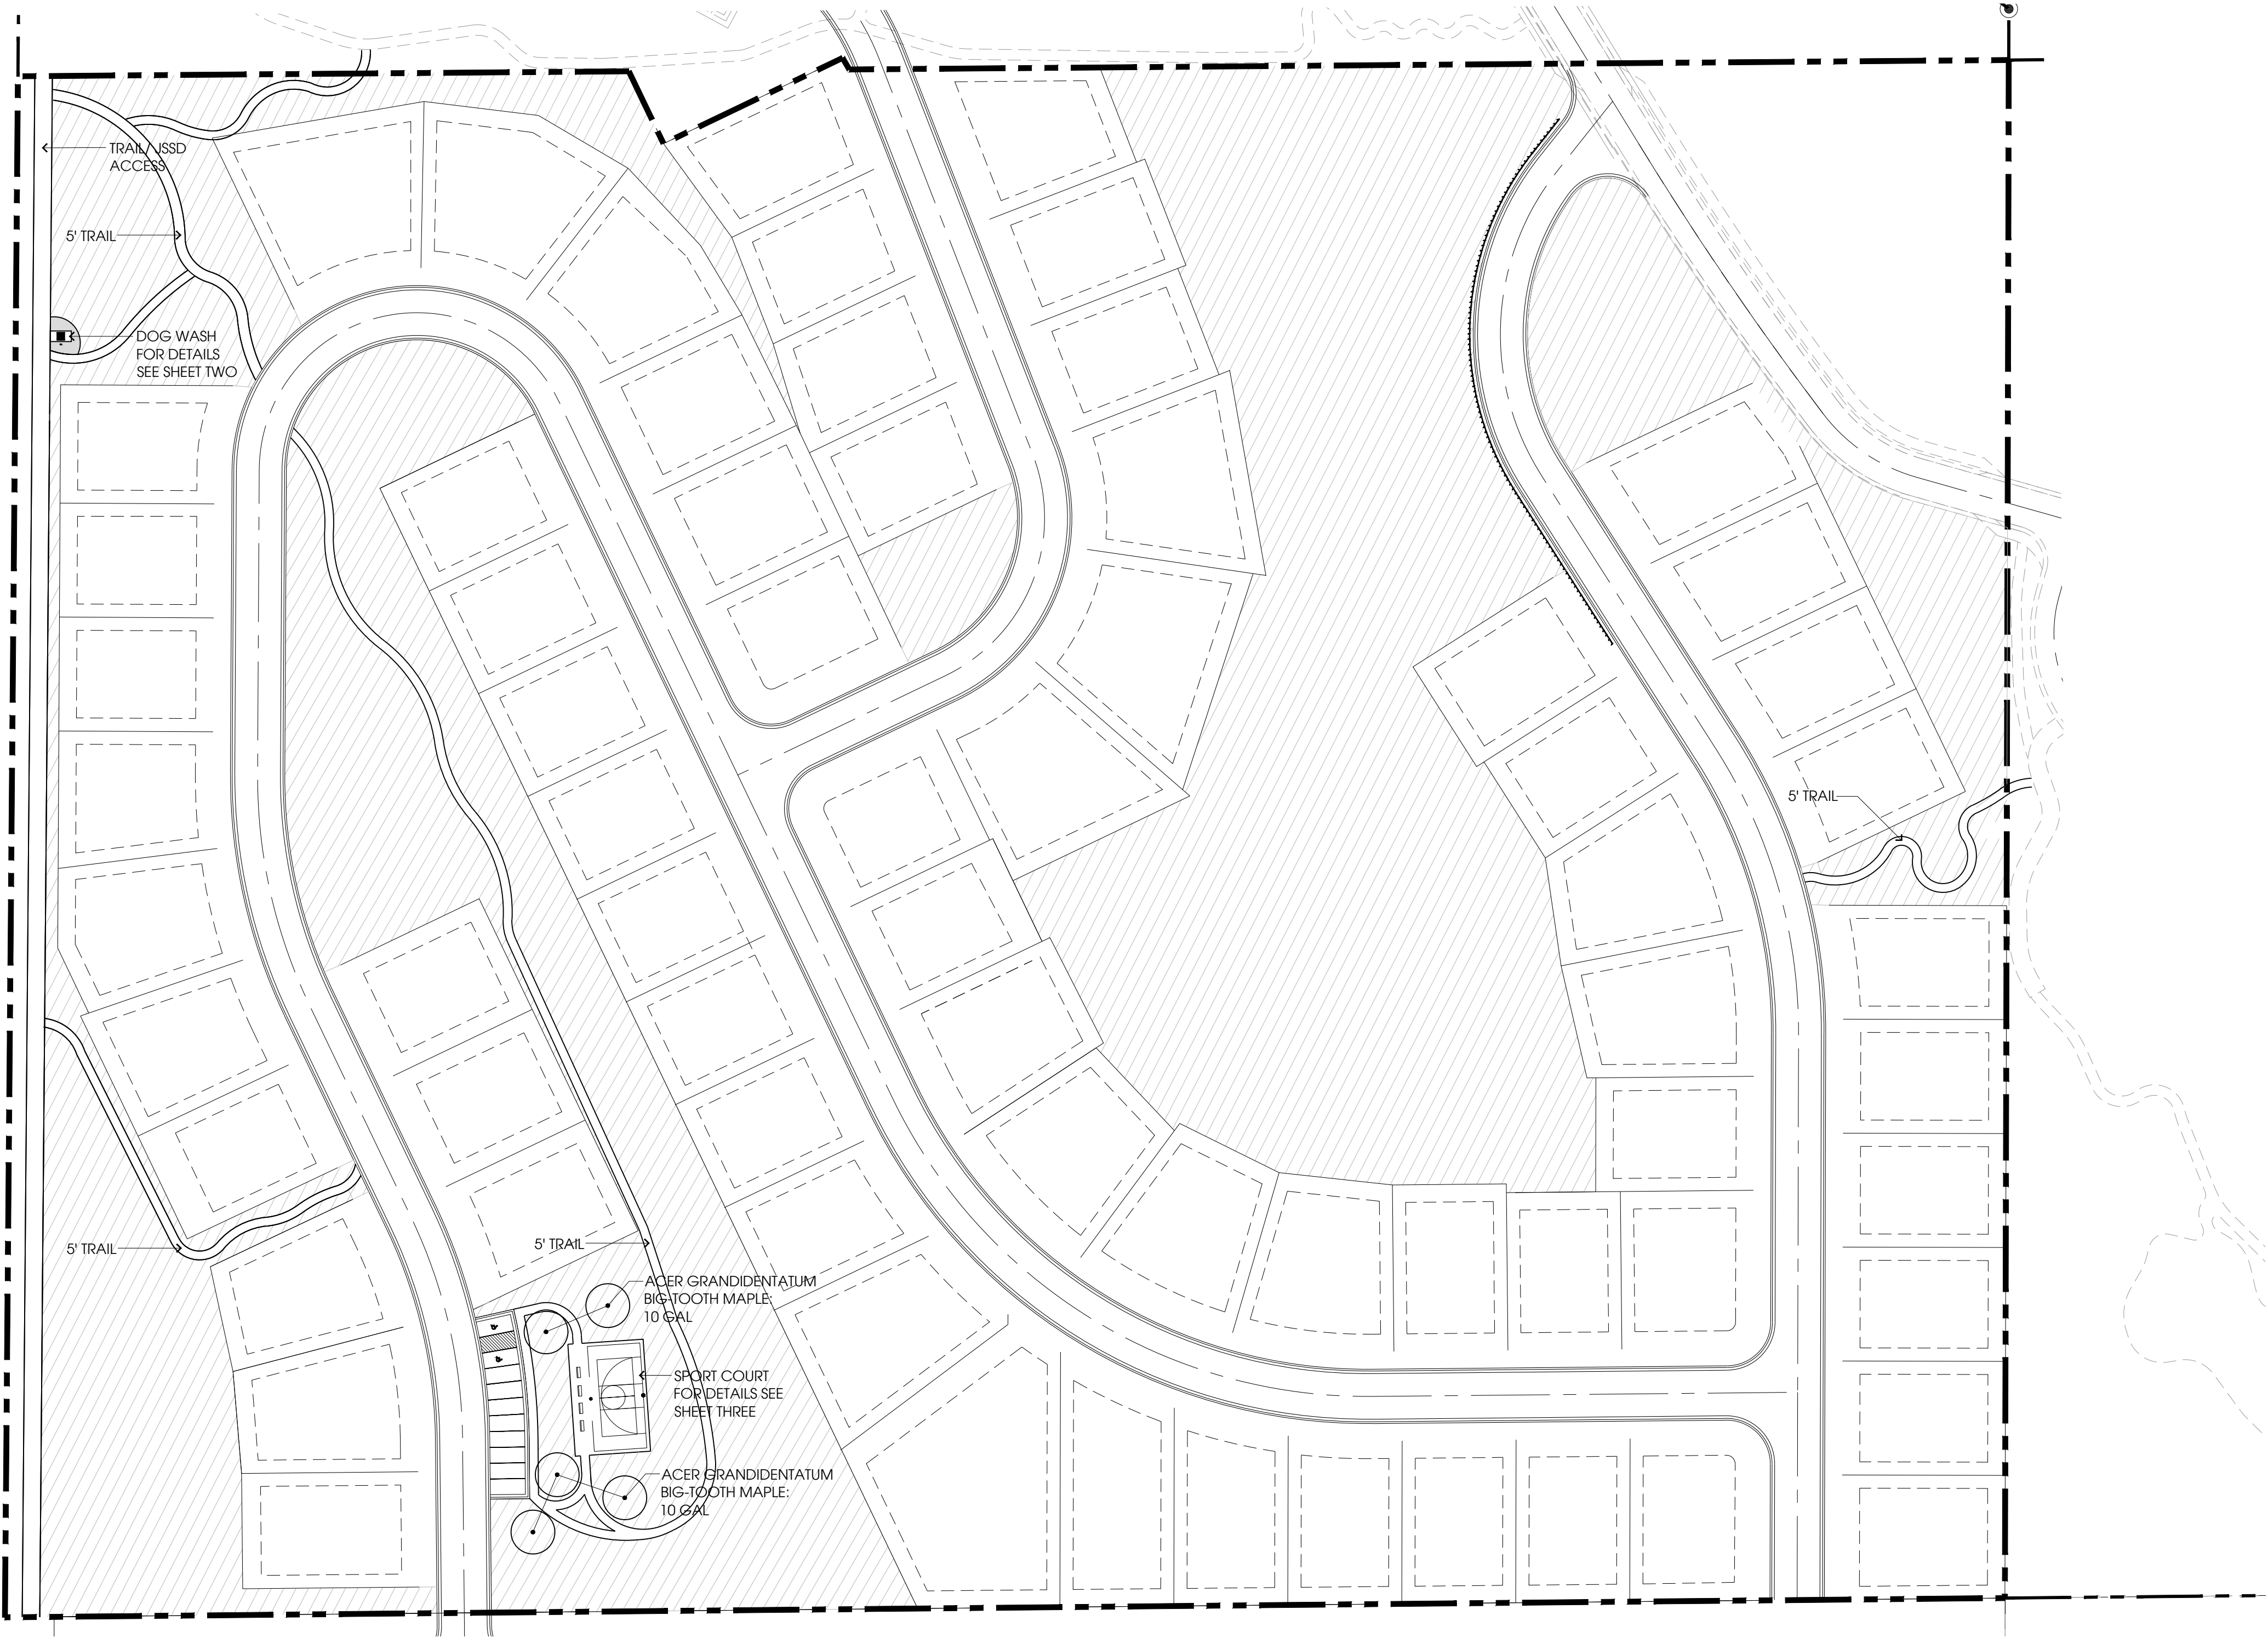 TRAIL/JSSD
ACCESS
5' TRAIL
DOG WASH
FOR DETAILS
SEE SHEET TWO
5' TRAIL
5' TRAIL
5' TRAIL
ACER GRANDIDENTATUM
BIG-TOOTH MAPLE:
10 GAL
SPORT COURT
FOR DETAILS SEE
SHEET THREE
ACER GRANDIDENTATUM
BIG-TOOTH MAPLE:
10 GAL